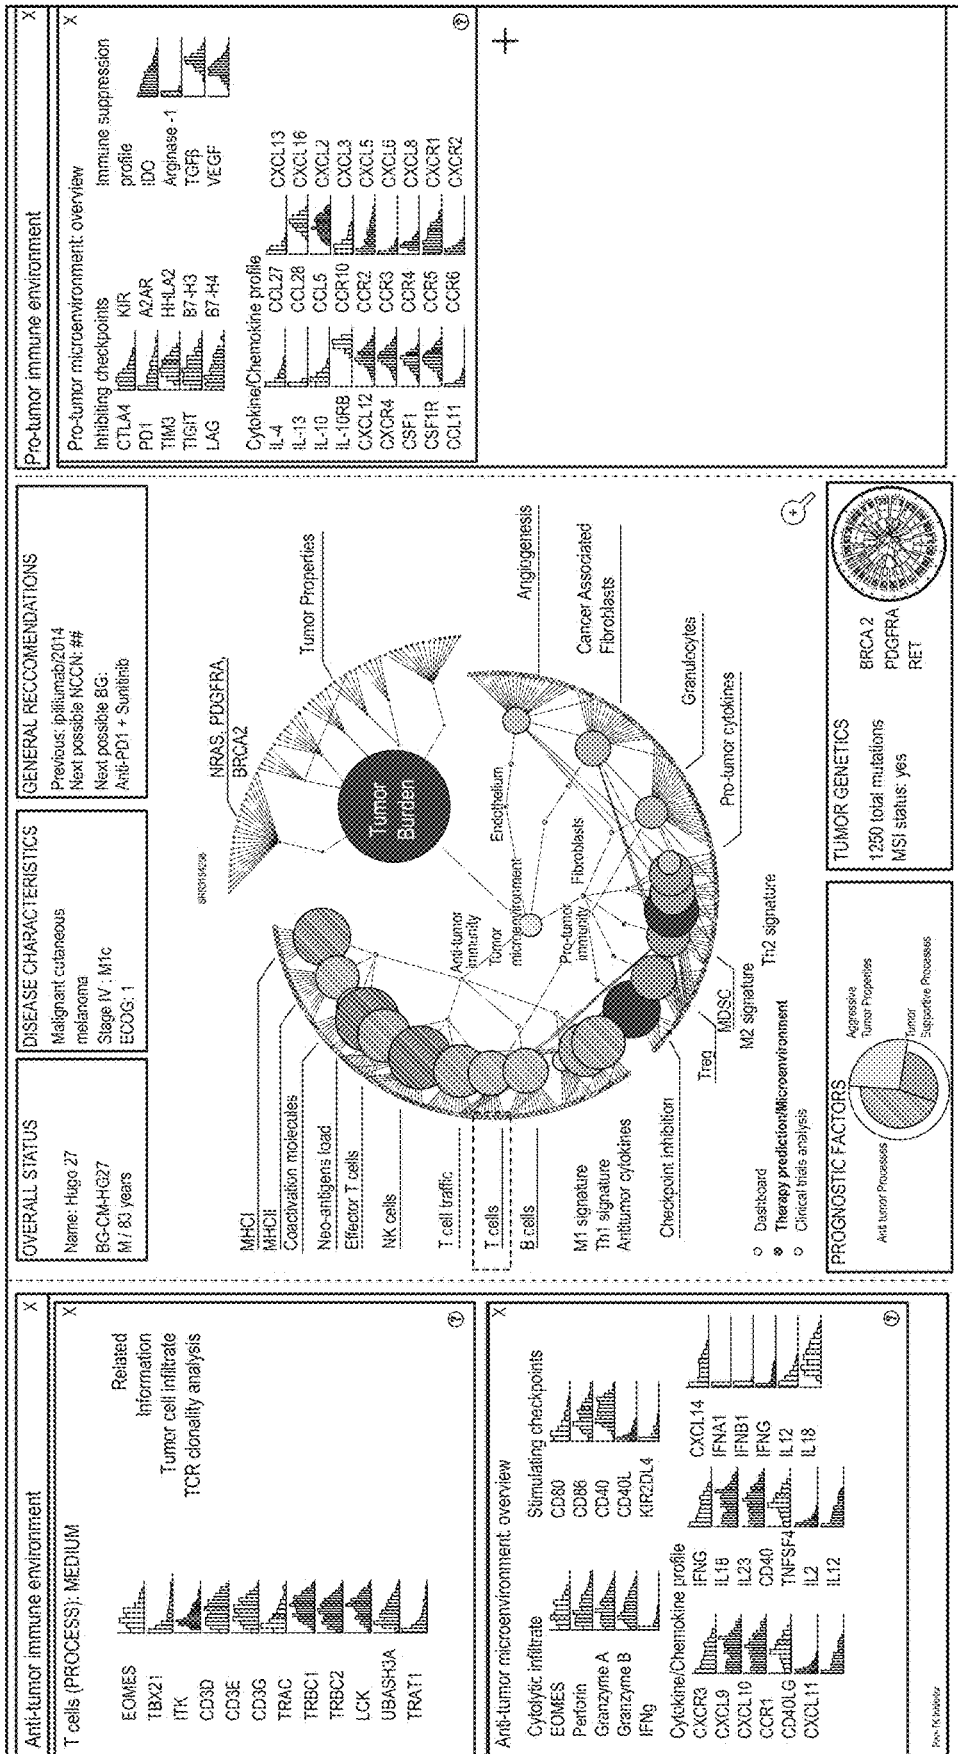 Anti-tumor immune environment X
T cells (PROCESS): MEDIUM X
EOMES
TBX21
ITK
CD3D
CD3E
CD3G
TRAC
TRBC1
TRBC2
LCK
UBASH3A
TRAT1
Related
Information
Tumor cell infiltrate
TCR clonality analysis
?
Anti-tumor microenvironment: overview X
Cytolytic infiltrate
EOMES
Perforin
Granzyme A
Granzyme B
IFNg
Stimulating checkpoints
CD80
CD86
CD40
CD40L
KIR2DL4
Cytokine/Chemokine profile
CXCR3
CXCL9
CXCL10
CCR1
CD40LG
CXCL11
IFNG
IL16
IL23
CD40
TNFSF4
IL2
IL12
CXCL14
IFNA1
IFNB1
IFNG
IL12
IL18
?
OVERALL STATUS
Name: Hugo 27
BG-CM-HG27
M / 83 years
DISEASE CHARACTERISTICS
Malignant cutaneous
melanoma
Stage IV : M1c
ECOG: 1
GENERAL RECCOMENDATIONS
Previous: ipilitumab/2014
Next possible NCCN: ##
Next possible BG:
Anti-PD1 + Sunitinib
MHCI
MHCII
Coactivation molecules
Neo-antigens load
Effector T cells
NK cells
T cell traffic
T cells
B cells
M1 signature
Th1 signature
Antitumor cytokines
Checkpoint inhibition
Treg
MDSC
M2 signature
Th2 signature
Pro-tumor cytokines
Granulocytes
Cancer Associated
Fibroblasts
Angiogenesis
Tumor Properties
NRAS, PDGFRA,
BRCA2
Tumor
Burden
Anti-tumor
immunity
Tumor
microenvironment
Pro-tumor
immunity
Fibroblasts
Endothelium
Dashboard
Therapy prediction/Microenvironment
Clinical trials analysis
PROGNOSTIC FACTORS
Anti tumor Processes
Aggressive
Tumor Properties
Tumor
Supportive Processes
TUMOR GENETICS
1250 total mutations
MSI status: yes
BRCA 2
PDGFRA
RET
Pro-tumor immune environment X
Pro-tumor microenvironment: overview X
Inhibiting checkpoints
CTLA4
PD1
TIM3
TIGIT
LAG
KIR
A2AR
HHLA2
B7-H3
B7-H4
Immune suppression
profile
IDO
Arginase -1
TGFβ
VEGF
Cytokine/Chemokine profile
IL-4
IL-13
IL-10
IL-10RB
CXCL12
CXCR4
CSF1
CSF1R
CCL11
CCL27
CCL28
CCL5
CCR10
CCR2
CCR3
CCR4
CCR5
CCR6
CXCL13
CXCL16
CXCL2
CXCL3
CXCL5
CXCL6
CXCL8
CXCR1
CXCR2
?